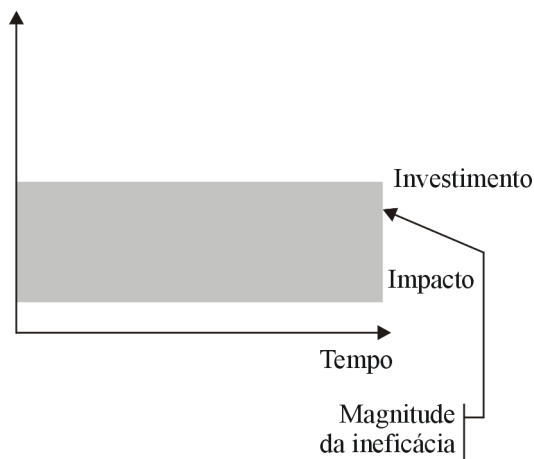 Investimento
Impacto
Tempo
Magnitude
da ineficácia